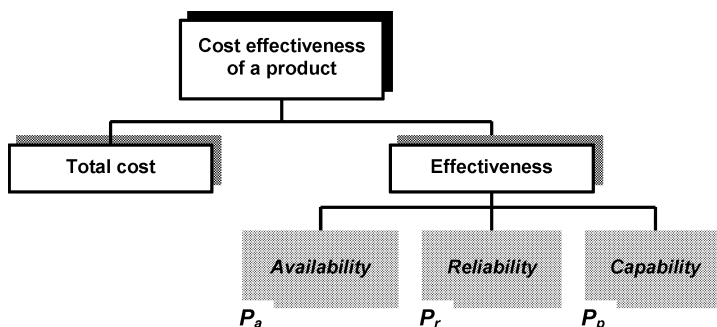 Cost effectiveness
of a product
Total cost
Effectiveness
Availability
Reliability
Capability
Pa
Pr
Pp